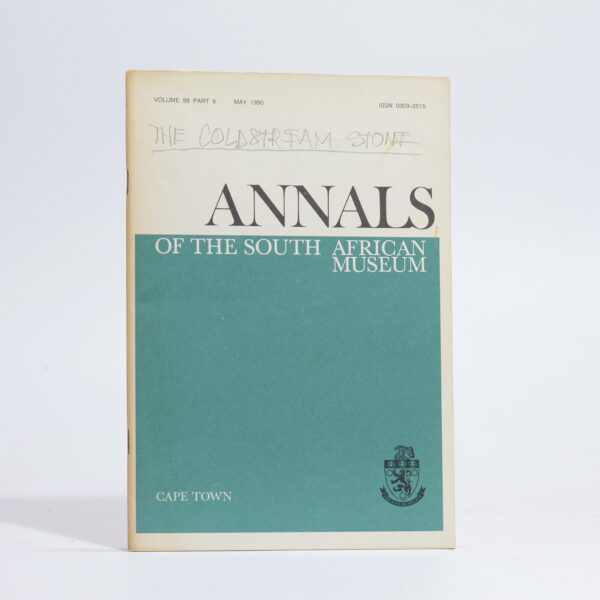 VOLUME 99 PART 6 MAY 1990 ISSN 0303-2515
THE COLDSTREAM STONE
ANNALS
OF THE SOUTH AFRICAN
MUSEUM
CAPE TOWN